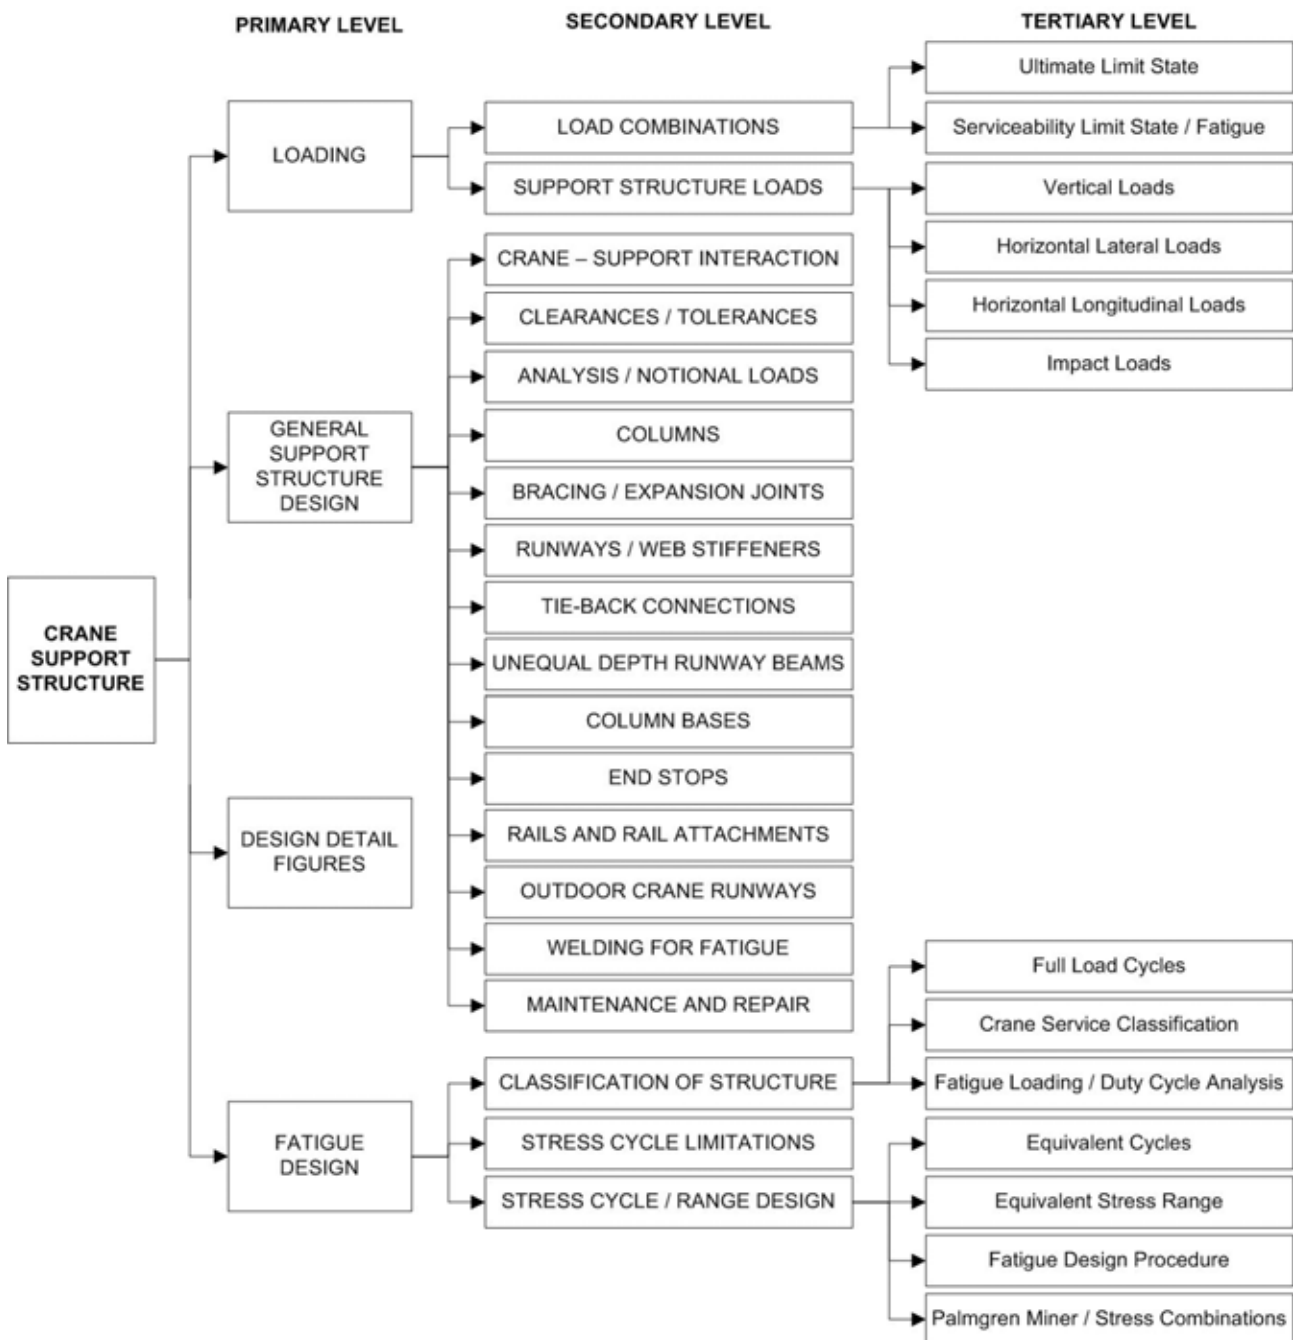 PRIMARY LEVEL
SECONDARY LEVEL
TERTIARY LEVEL
CRANE
SUPPORT
STRUCTURE
LOADING
LOAD COMBINATIONS
Ultimate Limit State
Serviceability Limit State / Fatigue
SUPPORT STRUCTURE LOADS
Vertical Loads
Horizontal Lateral Loads
Horizontal Longitudinal Loads
Impact Loads
GENERAL
SUPPORT
STRUCTURE
DESIGN
CRANE – SUPPORT INTERACTION
CLEARANCES / TOLERANCES
ANALYSIS / NOTIONAL LOADS
COLUMNS
BRACING / EXPANSION JOINTS
RUNWAYS / WEB STIFFENERS
TIE-BACK CONNECTIONS
UNEQUAL DEPTH RUNWAY BEAMS
COLUMN BASES
END STOPS
RAILS AND RAIL ATTACHMENTS
OUTDOOR CRANE RUNWAYS
WELDING FOR FATIGUE
MAINTENANCE AND REPAIR
DESIGN DETAIL
FIGURES
FATIGUE
DESIGN
CLASSIFICATION OF STRUCTURE
Full Load Cycles
Crane Service Classification
Fatigue Loading / Duty Cycle Analysis
STRESS CYCLE LIMITATIONS
STRESS CYCLE / RANGE DESIGN
Equivalent Cycles
Equivalent Stress Range
Fatigue Design Procedure
Palmgren Miner / Stress Combinations